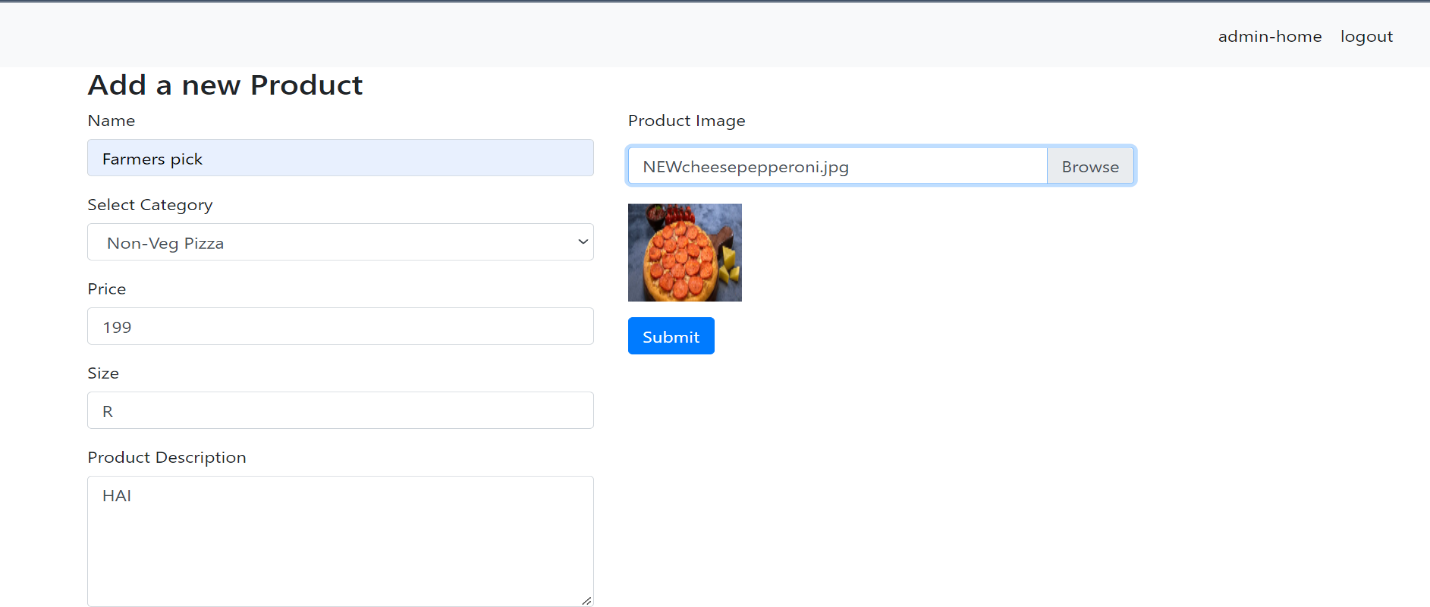 admin-home logout
Add a new Product
Name
Farmers pick
Select Category
Non-Veg Pizza
Price
199
Size
R
Product Description
HAI
Product Image
NEWcheesepepperoni.jpg Browse
Submit